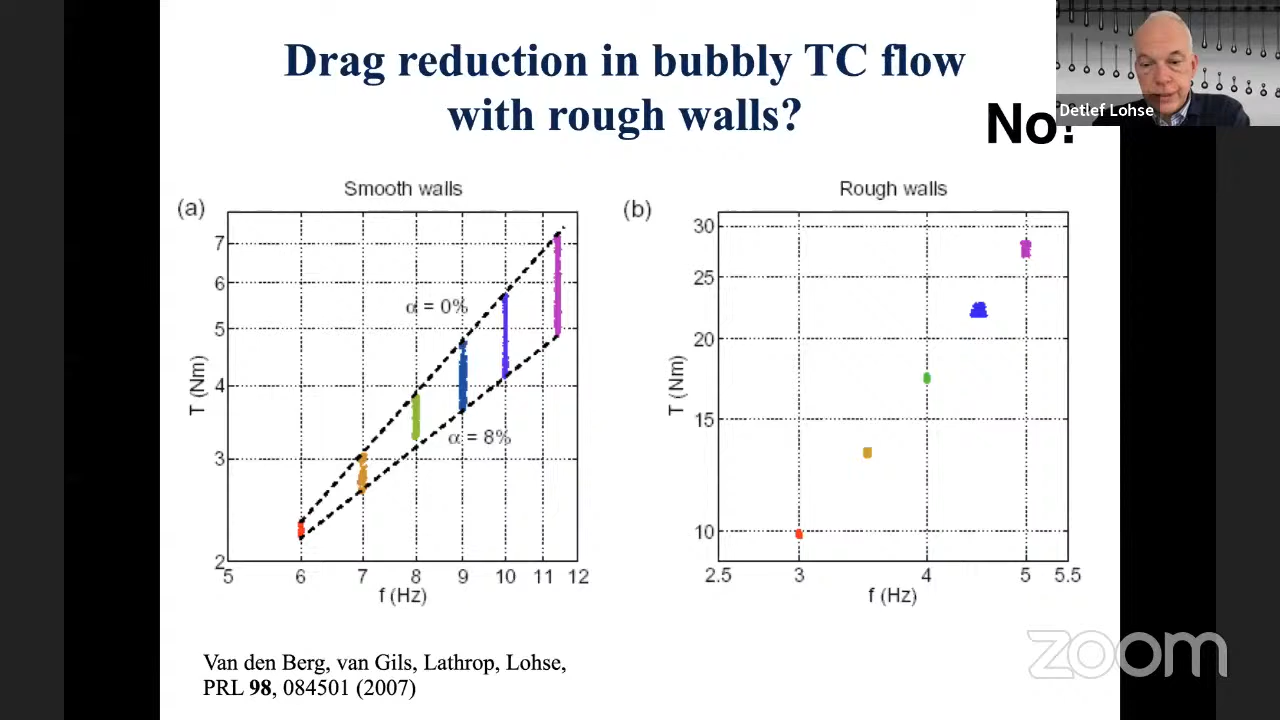 Drag reduction in bubbly TC flow
with rough walls?
No!
Detlef Lohse
(a)
Smooth walls
7
6
5
4
3
2
T (Nm)
α = 0%
α = 8%
5 6 7 8 9 10 11 12
f (Hz)
(b)
Rough walls
30
25
20
15
10
T (Nm)
2.5 3 4 5 5.5
f (Hz)
Van den Berg, van Gils, Lathrop, Lohse,
PRL 98, 084501 (2007)
zoom